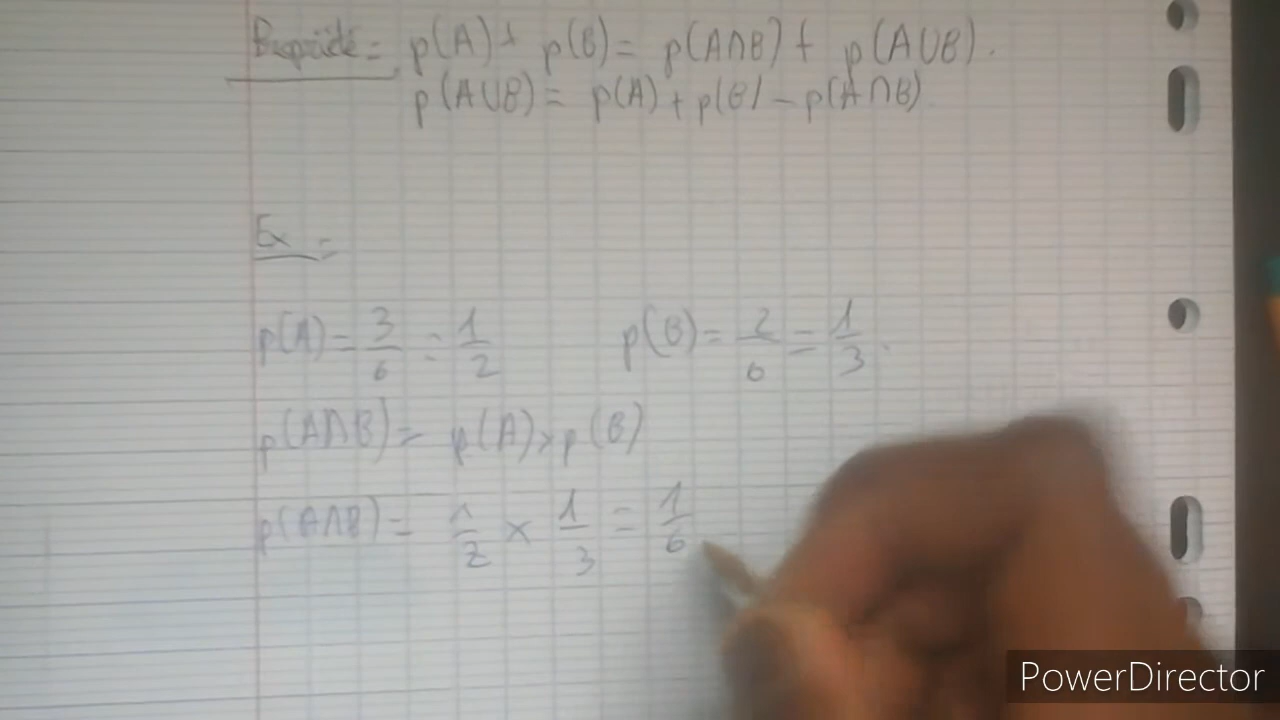 Propriété = p(A) + p(B) = p(A∩B) + p(A∪B).
p(A∪B) = p(A) + p(B) - p(A∩B)
Ex =
p(A) = 3/6 = 1/2 p(B) = 2/6 = 1/3.
p(A∩B) = p(A) × p(B)
p(A∩B) = 1/2 × 1/3 = 1/6
PowerDirector